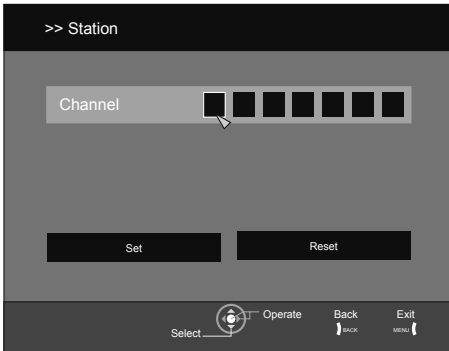 >> Station
Channel
Set Reset
Operate Back Exit
BACK MENU
Select